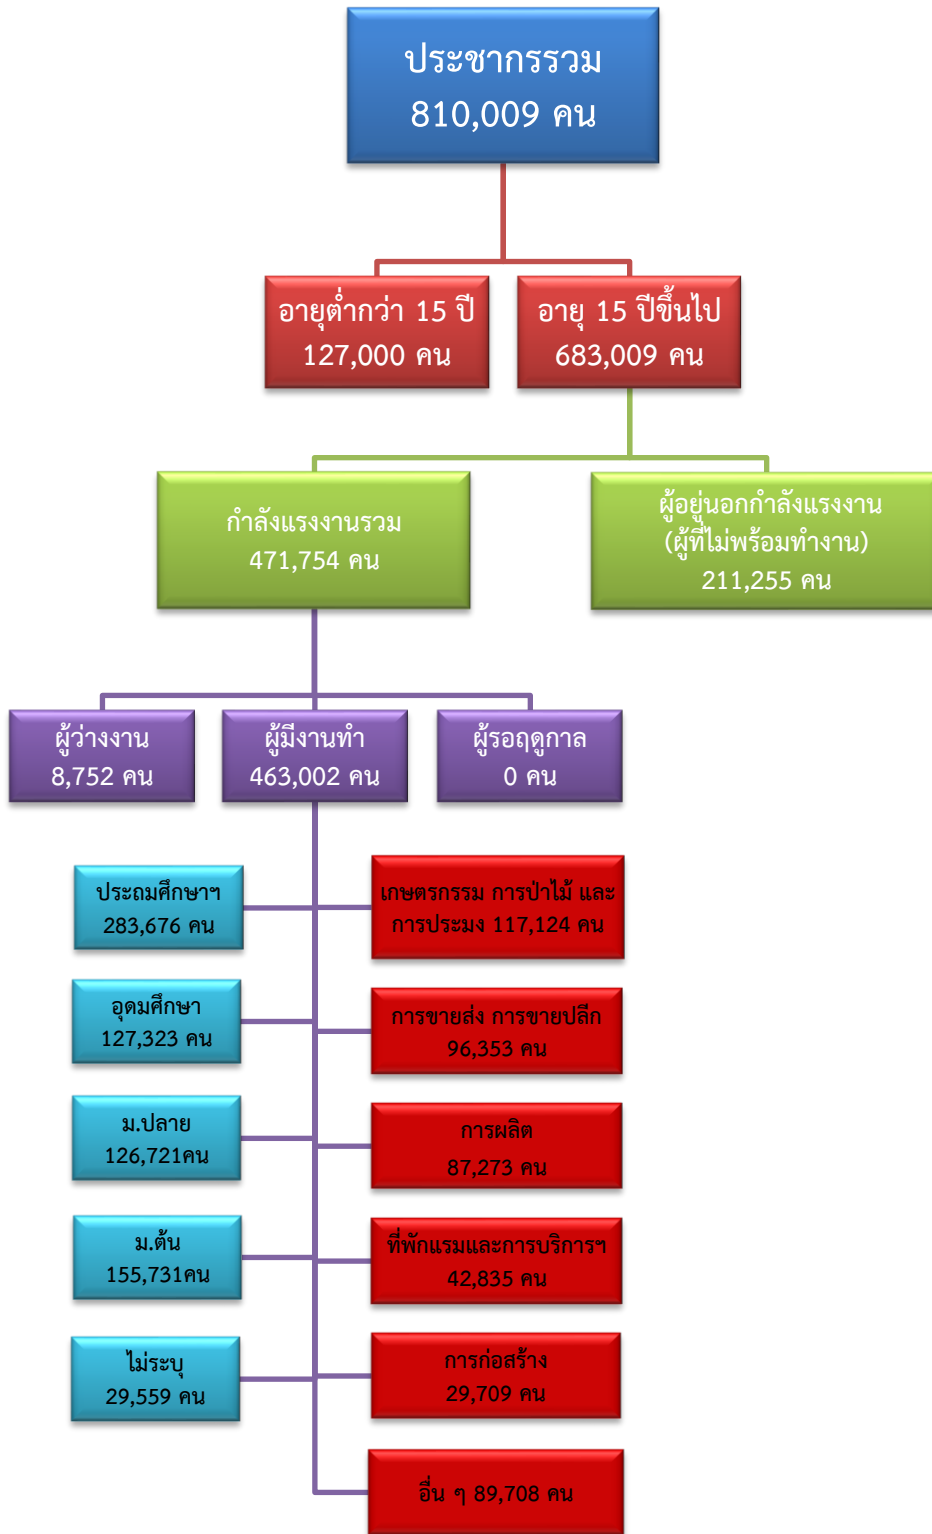 ประชากรรวม
810,009 คน
อายุต่ำกว่า 15 ปี
127,000 คน
อายุ 15 ปีขึ้นไป
683,009 คน
กำลังแรงงานรวม
471,754 คน
ผู้อยู่นอกกำลังแรงงาน
(ผู้ที่ไม่พร้อมทำงาน)
211,255 คน
ผู้ว่างงาน
8,752 คน
ผู้มีงานทำ
463,002 คน
ผู้รอฤดูกาล
0 คน
ประถมศึกษาฯ
283,676 คน
เกษตรกรรม การป่าไม้ และ
การประมง 117,124 คน
อุดมศึกษา
127,323 คน
การขายส่ง การขายปลีก
96,353 คน
ม.ปลาย
126,721คน
การผลิต
87,273 คน
ม.ต้น
155,731คน
ที่พักแรมและการบริการฯ
42,835 คน
ไม่ระบุ
29,559 คน
การก่อสร้าง
29,709 คน
อื่น ๆ 89,708 คน